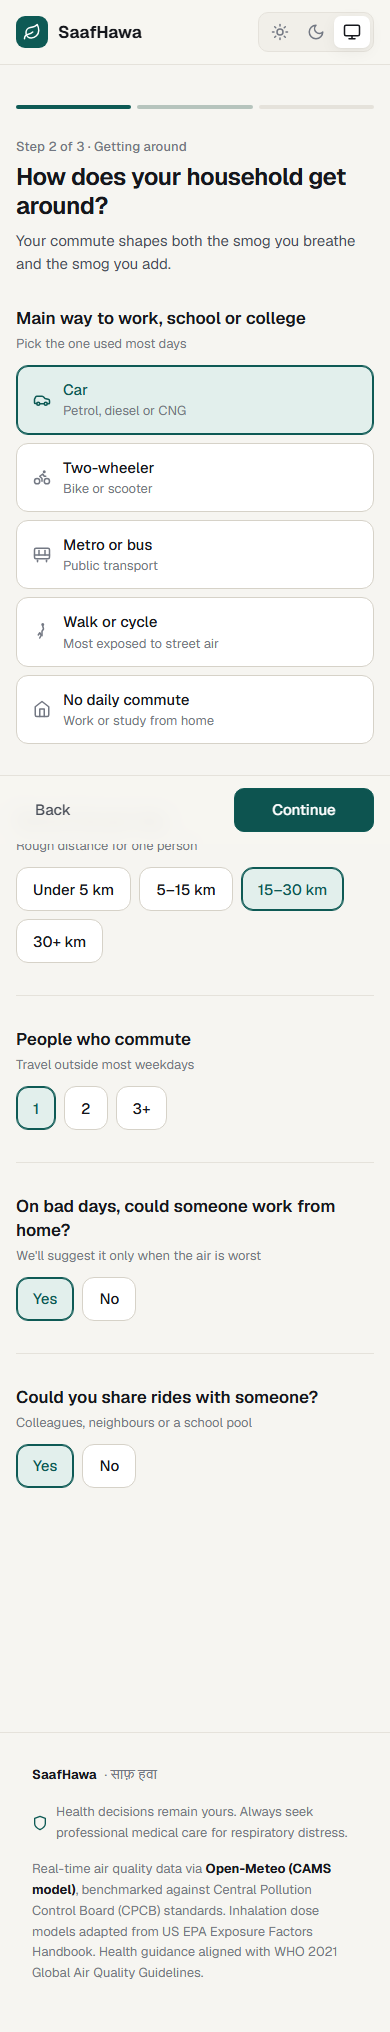 SaafHawa
Step 2 of 3 · Getting around
How does your household get
around?
Your commute shapes both the smog you breathe
and the smog you add.
Main way to work, school or college
Pick the one used most days
Car
Petrol, diesel or CNG
Two-wheeler
Bike or scooter
Metro or bus
Public transport
Walk or cycle
Most exposed to street air
No daily commute
Work or study from home
Back
Continue
Rough distance for one person
Under 5 km
5–15 km
15–30 km
30+ km
People who commute
Travel outside most weekdays
1
2
3+
On bad days, could someone work from
home?
We'll suggest it only when the air is worst
Yes
No
Could you share rides with someone?
Colleagues, neighbours or a school pool
Yes
No
SaafHawa · साफ़ हवा
Health decisions remain yours. Always seek
professional medical care for respiratory distress.
Real-time air quality data via Open-Meteo (CAMS
model), benchmarked against Central Pollution
Control Board (CPCB) standards. Inhalation dose
models adapted from US EPA Exposure Factors
Handbook. Health guidance aligned with WHO 2021
Global Air Quality Guidelines.